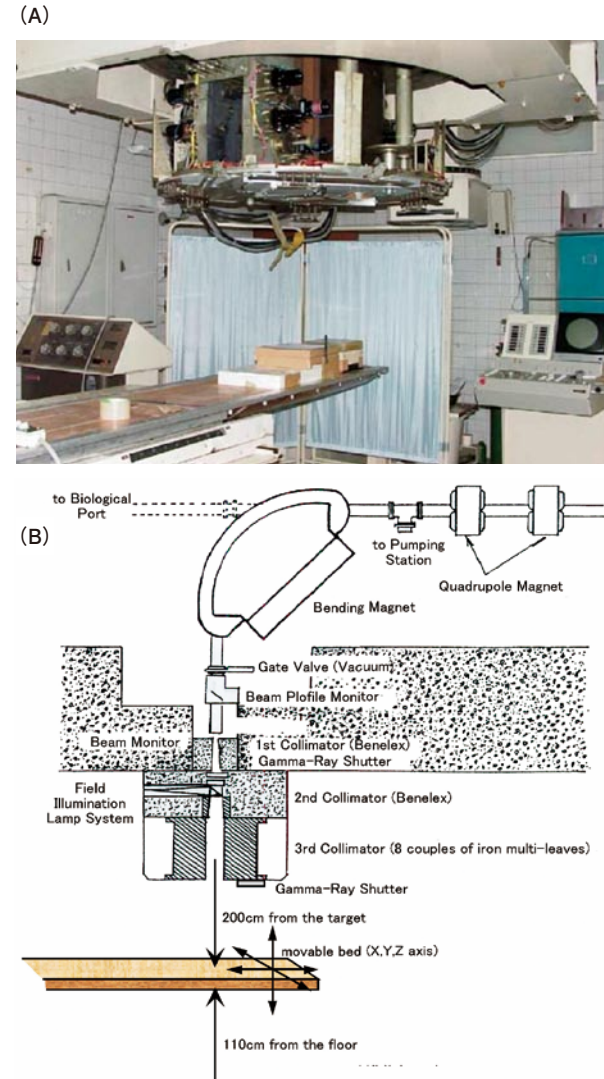 (A)
to Biological
Port
(B)
to Pumping
Station
Quadrupole Magnet
Bending Magnet
Gate Valve (Vacuum)
Beam Plofile Monitor
Beam Monitor
1st Collimator (Benelex)
Gamma-Ray Shutter
Field
Illumination
Lamp System
2nd Collimator (Benelex)
3rd Collimator (8 couples of iron multi-leaves)
Gamma-Ray Shutter
200cm from the target
movable bed (X,Y,Z axis)
110cm from the floor